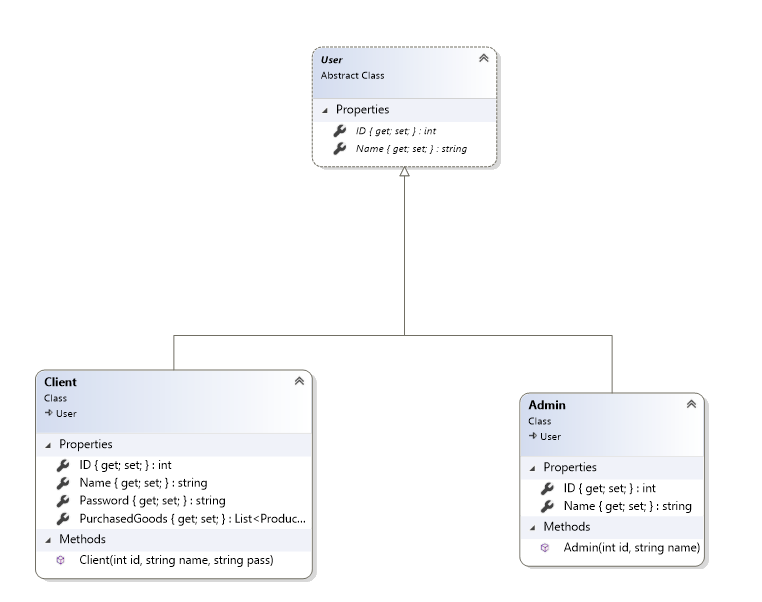 User
Abstract Class
Properties
ID { get; set; } : int
Name { get; set; } : string
Client
Class
User
Properties
ID { get; set; } : int
Name { get; set; } : string
Password { get; set; } : string
PurchasedGoods { get; set; } : List<Produc...
Methods
Client(int id, string name, string pass)
Admin
Class
User
Properties
ID { get; set; } : int
Name { get; set; } : string
Methods
Admin(int id, string name)